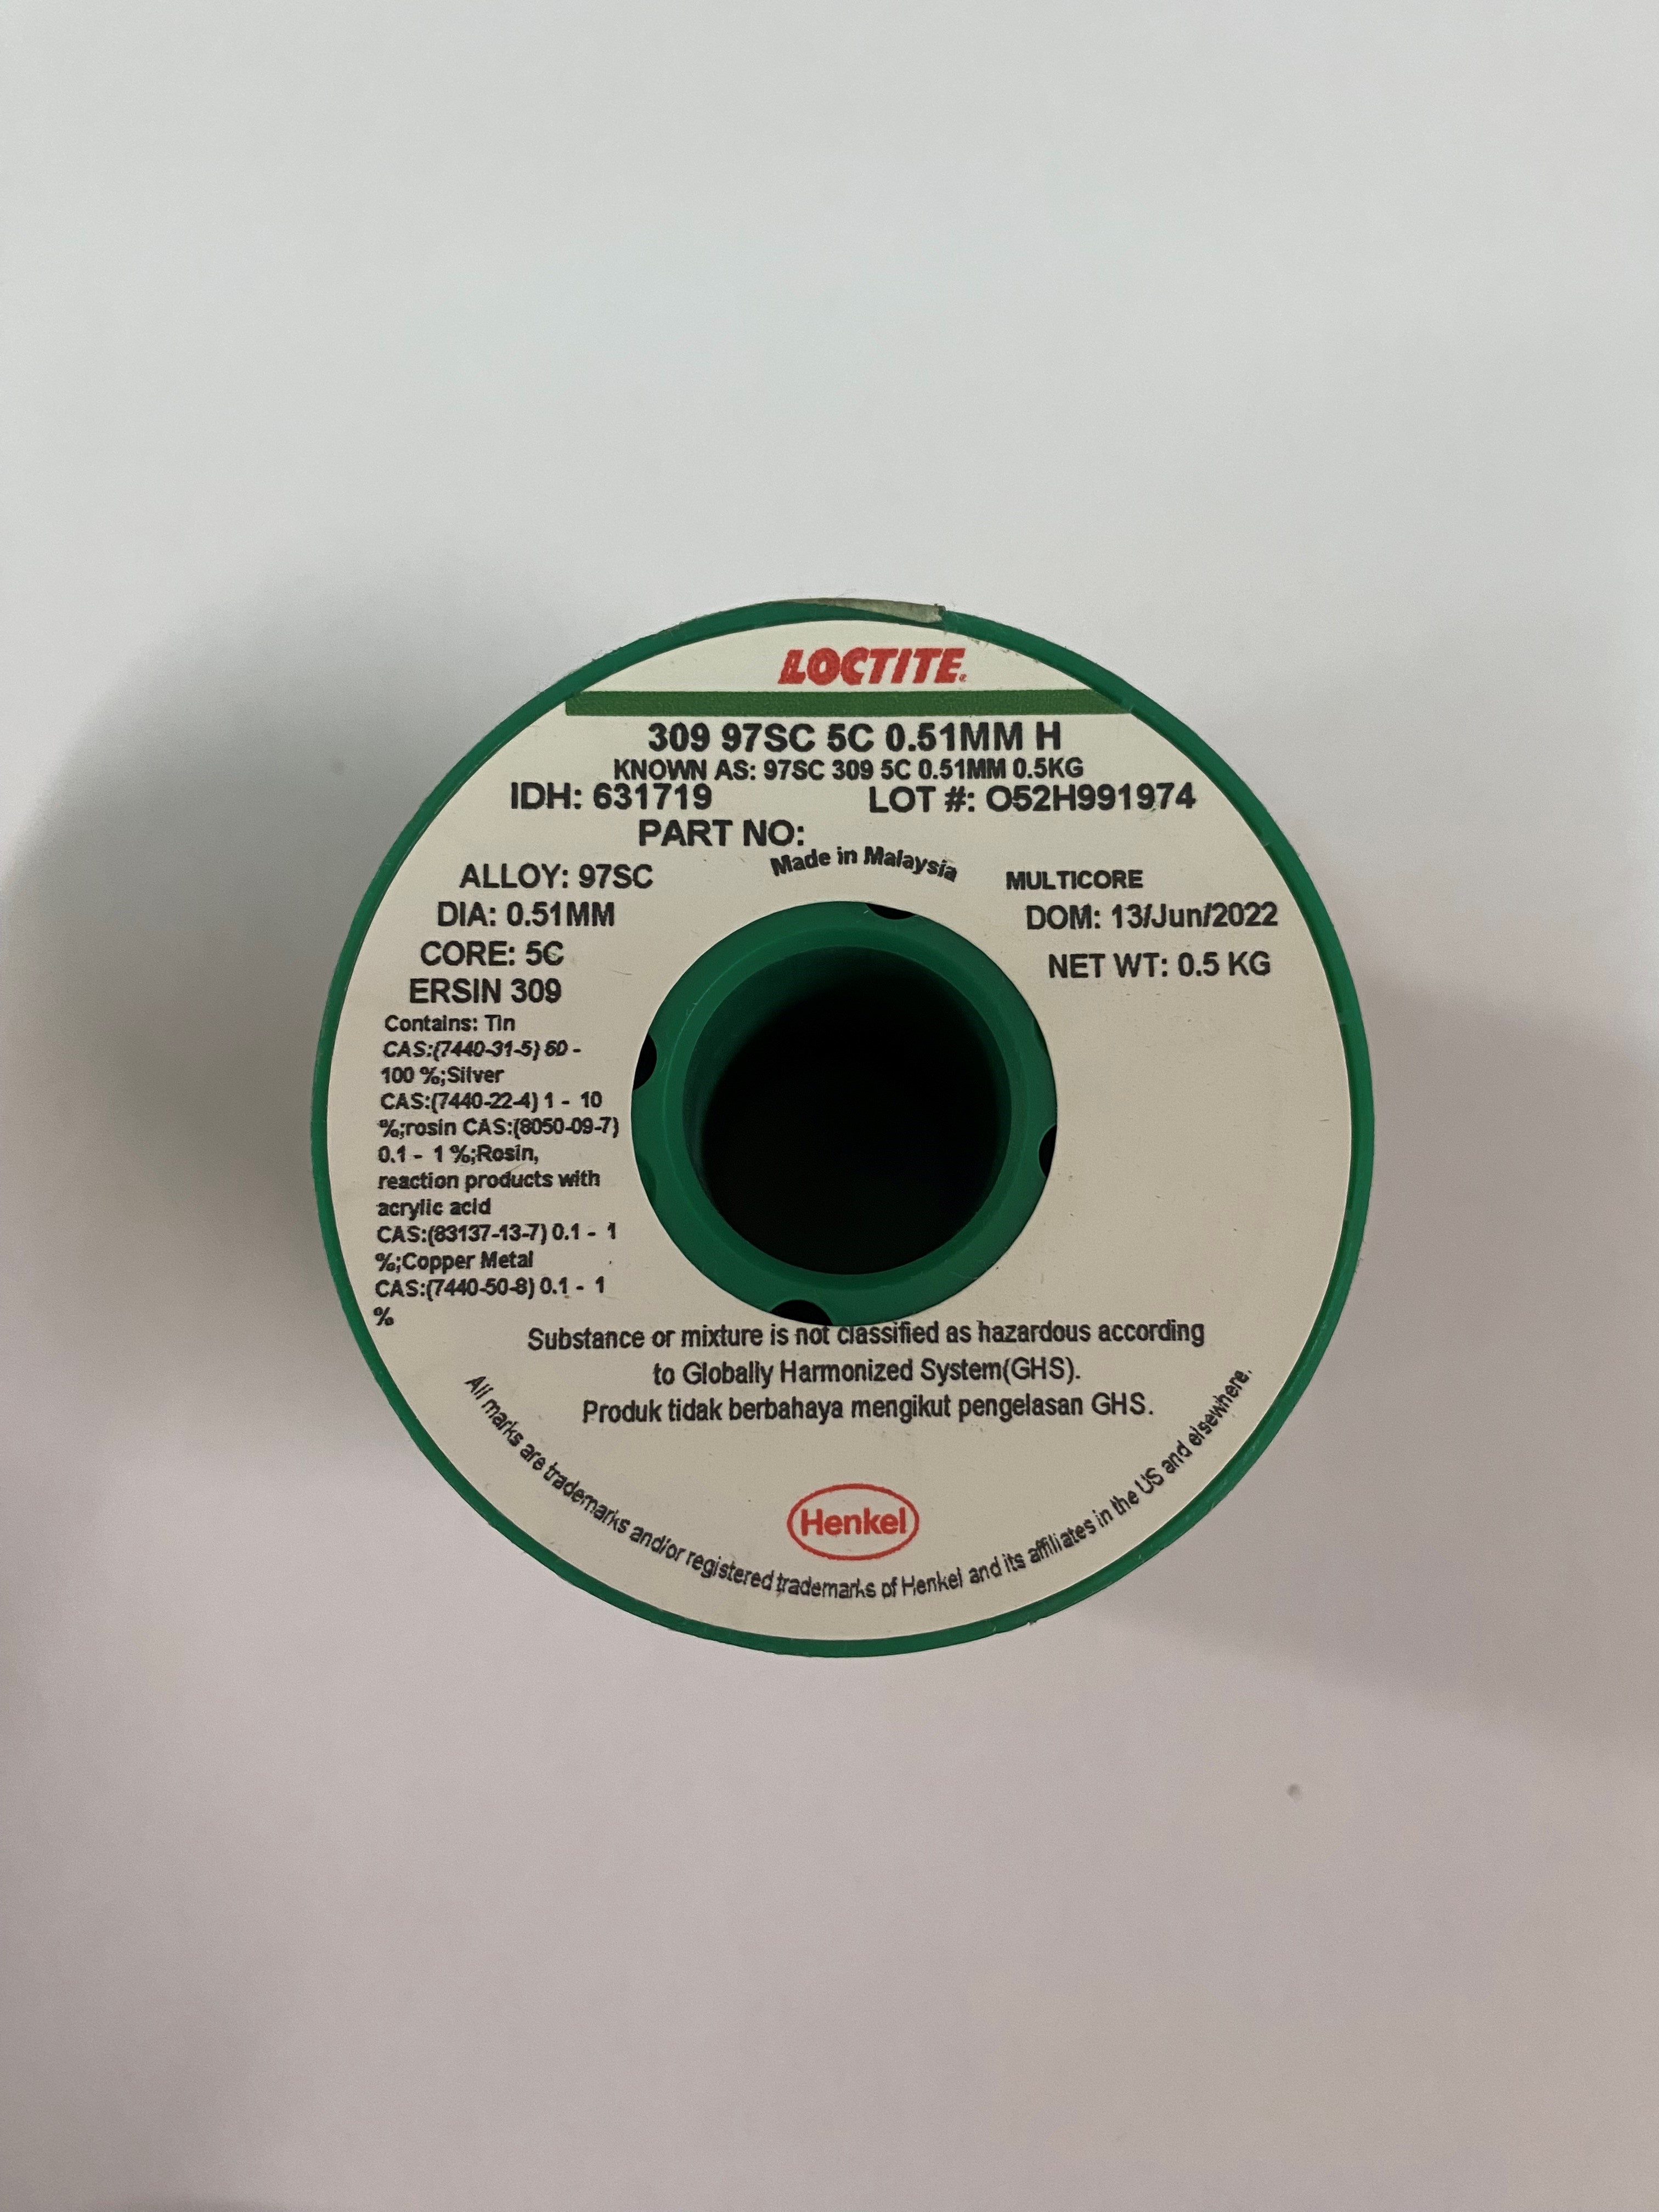 LOCTITE®
309 97SC 5C 0.51MM H
KNOWN AS: 97SC 309 5C 0.51MM 0.5KG
IDH: 631719 LOT #: O52H991974
PART NO:
Made in Malaysia
ALLOY: 97SC
DIA: 0.51MM
CORE: 5C
ERSIN 309
Contains: Tin
CAS:(7440-31-5) 60 -
100 %;Silver
CAS:(7440-22-4) 1 - 10
%;rosin CAS:(8050-09-7)
0.1 - 1 %;Rosin,
reaction products with
acrylic acid
CAS:(83137-13-7) 0.1 - 1
%;Copper Metal
CAS:(7440-50-8) 0.1 - 1
%
MULTICORE
DOM: 13/Jun/2022
NET WT: 0.5 KG
Substance or mixture is not classified as hazardous according
to Globally Harmonized System(GHS).
Produk tidak berbahaya mengikut pengelasan GHS.
Henkel
All marks are trademarks and/or registered trademarks of Henkel and its affiliates in the US and elsewhere.